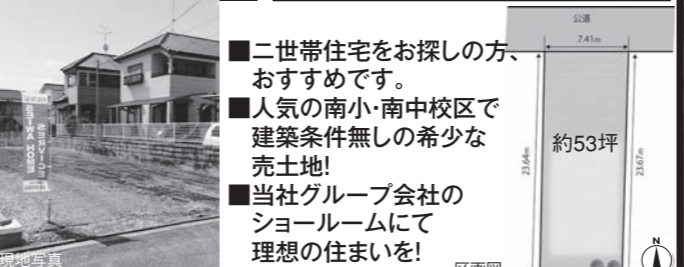 ■二世帯住宅をお探しの方、
おすすめです。
■人気の南小・南中校区で
建築条件無しの希少な
売土地!
■当社グループ会社の
ショールームにて
理想の住まいを!
現地写真
SEIWA HOME
SERVICE
公道
7.41m
23.64m
約53坪
23.67m
N
区画図